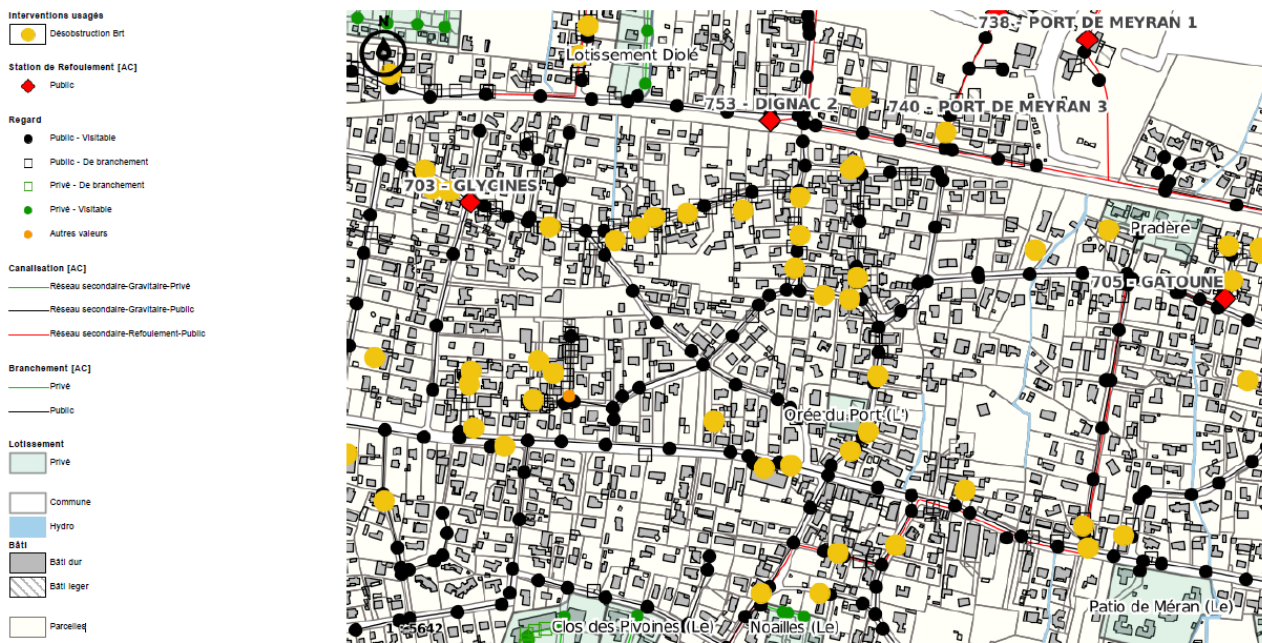 Interventions usagés
Désobstruction Brt
Station de Refoulement [AC]
Public
Regard
Public - Visitable
Public - De branchement
Privé - De branchement
Privé - Visitable
Autres valeurs
Canalisation [AC]
Réseau secondaire-Gravitaire-Privé
Réseau secondaire-Gravitaire-Public
Réseau secondaire-Refoulement-Public
Branchement [AC]
Privé
Public
Lotissement
Privé
Commune
Hydro
Bâti
Bâti dur
Bâti leger
Parcelles
N
738 - PORT DE MEYRAN 1
Lotissement Diolé
753 - DIGNAC 2
740 - PORT DE MEYRAN 3
703 - GLYCINES
Pradère
705 - GATOUNE
Orée du Port (L')
Patio de Méran (Le)
5642
Clos des Pivoines (Le)
Noailles (Le)